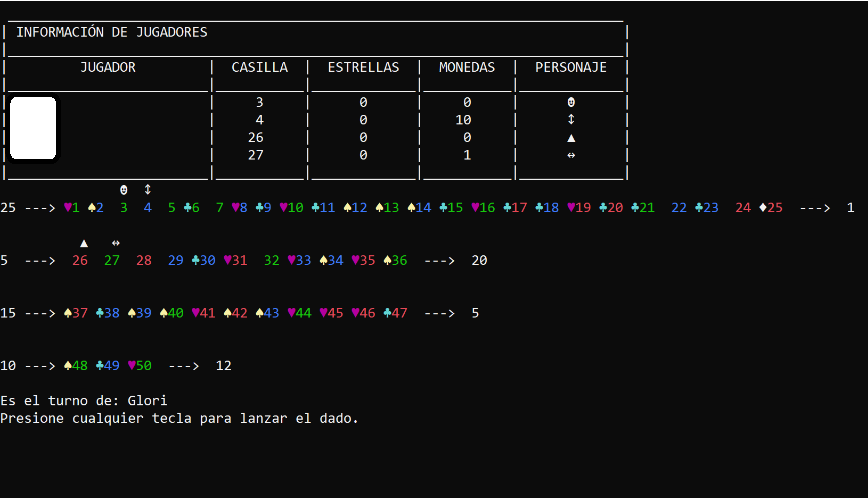 INFORMACIÓN DE JUGADORES
JUGADOR | CASILLA | ESTRELLAS | MONEDAS | PERSONAJE
3 | 0 | 0 | ☻
4 | 0 | 10 | ↕
26 | 0 | 0 | ▲
27 | 0 | 1 | ↔
☻ ↕
25 ---> ♥1 ♠2 3 4 5 ♣6 7 ♥8 ♣9 ♥10 ♣11 ♠12 ♠13 ♠14 ♣15 ♥16 ♣17 ♣18 ♥19 ♣20 ♣21 22 ♣23 24 ♦25 ---> 1
▲ ↔
5 ---> 26 27 28 29 ♣30 ♥31 32 ♥33 ♠34 ♥35 ♠36 ---> 20
15 ---> ♠37 ♣38 ♠39 ♠40 ♥41 ♠42 ♠43 ♥44 ♥45 ♥46 ♣47 ---> 5
10 ---> ♠48 ♣49 ♥50 ---> 12
Es el turno de: Glori
Presione cualquier tecla para lanzar el dado.